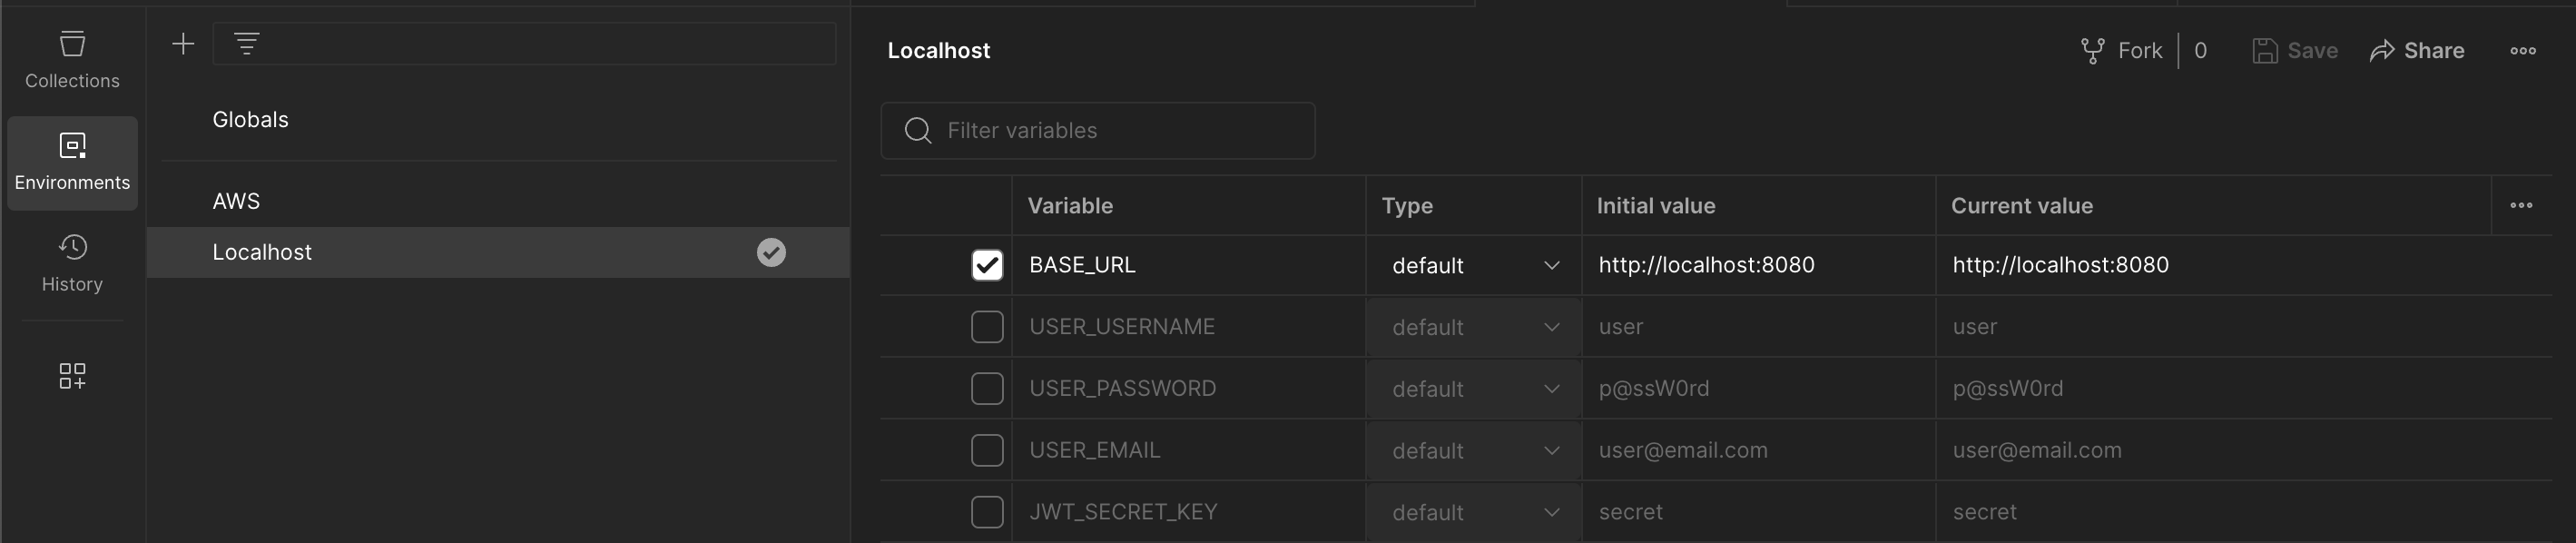 Collections
Environments
History
Globals
AWS
Localhost
Localhost
Fork 0 Save Share
Filter variables
Variable Type Initial value Current value
BASE_URL default http://localhost:8080 http://localhost:8080
USER_USERNAME default user user
USER_PASSWORD default p@ssW0rd p@ssW0rd
USER_EMAIL default user@email.com user@email.com
JWT_SECRET_KEY default secret secret